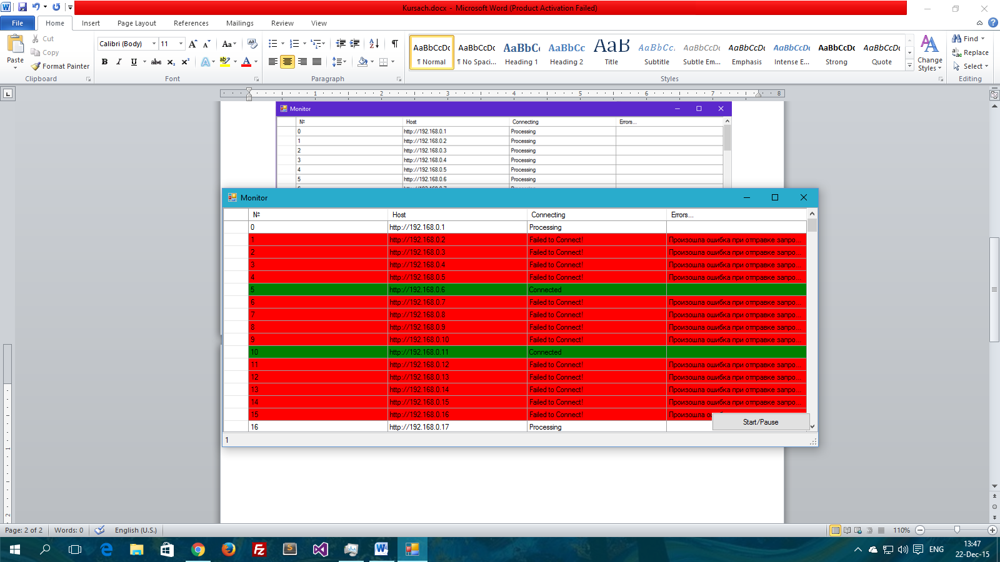 Kursach.docx - Microsoft Word (Product Activation Failed)
File Home Insert Page Layout References Mailings Review View
Paste
Cut
Copy
Format Painter
Clipboard
Calibri (Body) 11
Font
Paragraph
AaBbCcDc AaBbCcDc AaBbC AaBbCc AaB AaBbCc. AaBbCcDc AaBbCcDc AaBbCcDc AaBbCcDc AaBbCcDc
¶ Normal ¶ No Spaci... Heading 1 Heading 2 Title Subtitle Subtle Em... Emphasis Intense E... Strong Quote
Change Styles
Styles
Find
Replace
Select
Editing
1 2 3 4 5 6 7 8
Monitor
№ Host Connecting Errors...
0 http://192.168.0.1 Processing
1 http://192.168.0.2 Processing
2 http://192.168.0.3 Processing
3 http://192.168.0.4 Processing
4 http://192.168.0.5 Processing
5 http://192.168.0.6 Processing
Monitor
№ Host Connecting Errors...
0 http://192.168.0.1 Processing
1 http://192.168.0.2 Failed to Connect! Произошла ошибка при отправке запро...
2 http://192.168.0.3 Failed to Connect! Произошла ошибка при отправке запро...
3 http://192.168.0.4 Failed to Connect! Произошла ошибка при отправке запро...
4 http://192.168.0.5 Failed to Connect! Произошла ошибка при отправке запро...
5 http://192.168.0.6 Connected
6 http://192.168.0.7 Failed to Connect! Произошла ошибка при отправке запро...
7 http://192.168.0.8 Failed to Connect! Произошла ошибка при отправке запро...
8 http://192.168.0.9 Failed to Connect! Произошла ошибка при отправке запро...
9 http://192.168.0.10 Failed to Connect! Произошла ошибка при отправке запро...
10 http://192.168.0.11 Connected
11 http://192.168.0.12 Failed to Connect! Произошла ошибка при отправке запро...
12 http://192.168.0.13 Failed to Connect! Произошла ошибка при отправке запро...
13 http://192.168.0.14 Failed to Connect! Произошла ошибка при отправке запро...
14 http://192.168.0.15 Failed to Connect! Произошла ошибка при отправке запро...
15 http://192.168.0.16 Failed to Connect! Произошла
16 http://192.168.0.17 Processing
Start/Pause
1
Page: 2 of 2 Words: 0 English (U.S.) 110%
ENG
13:47
22-Dec-15